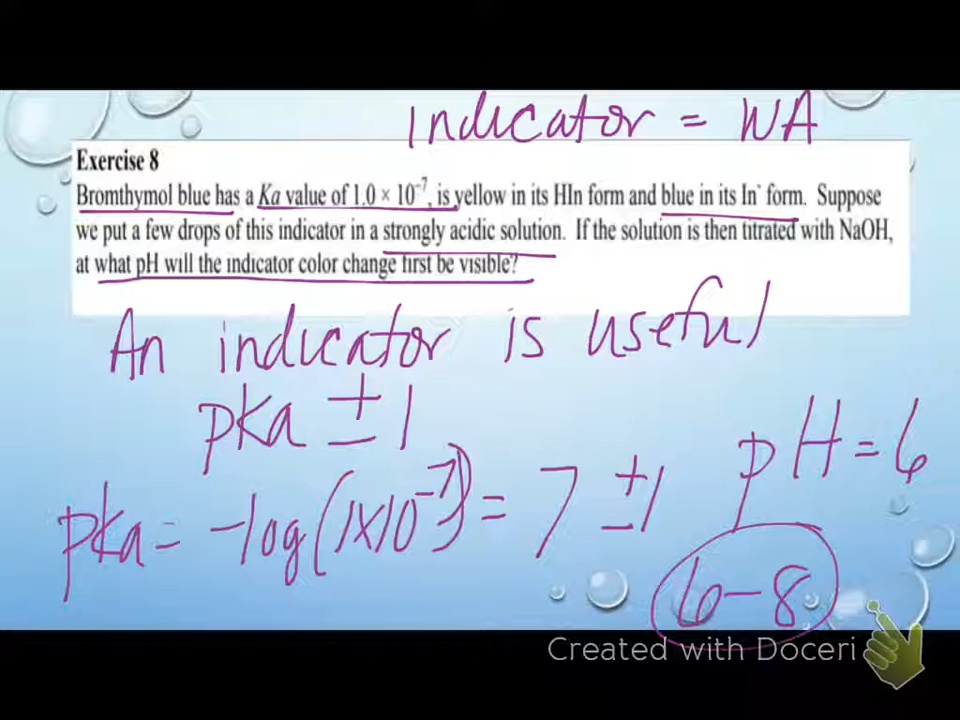 Indicator = WA
Exercise 8
Bromthymol blue has a Ka value of 1.0 × 10⁻⁷, is yellow in its HIn form and blue in its In⁻ form. Suppose
we put a few drops of this indicator in a strongly acidic solution. If the solution is then titrated with NaOH,
at what pH will the indicator color change first be visible?
An indicator is useful
pKa ± 1
pH = 6
pKa = -log(1x10⁻⁷) = 7 ± 1
6-8
Created with Doceri